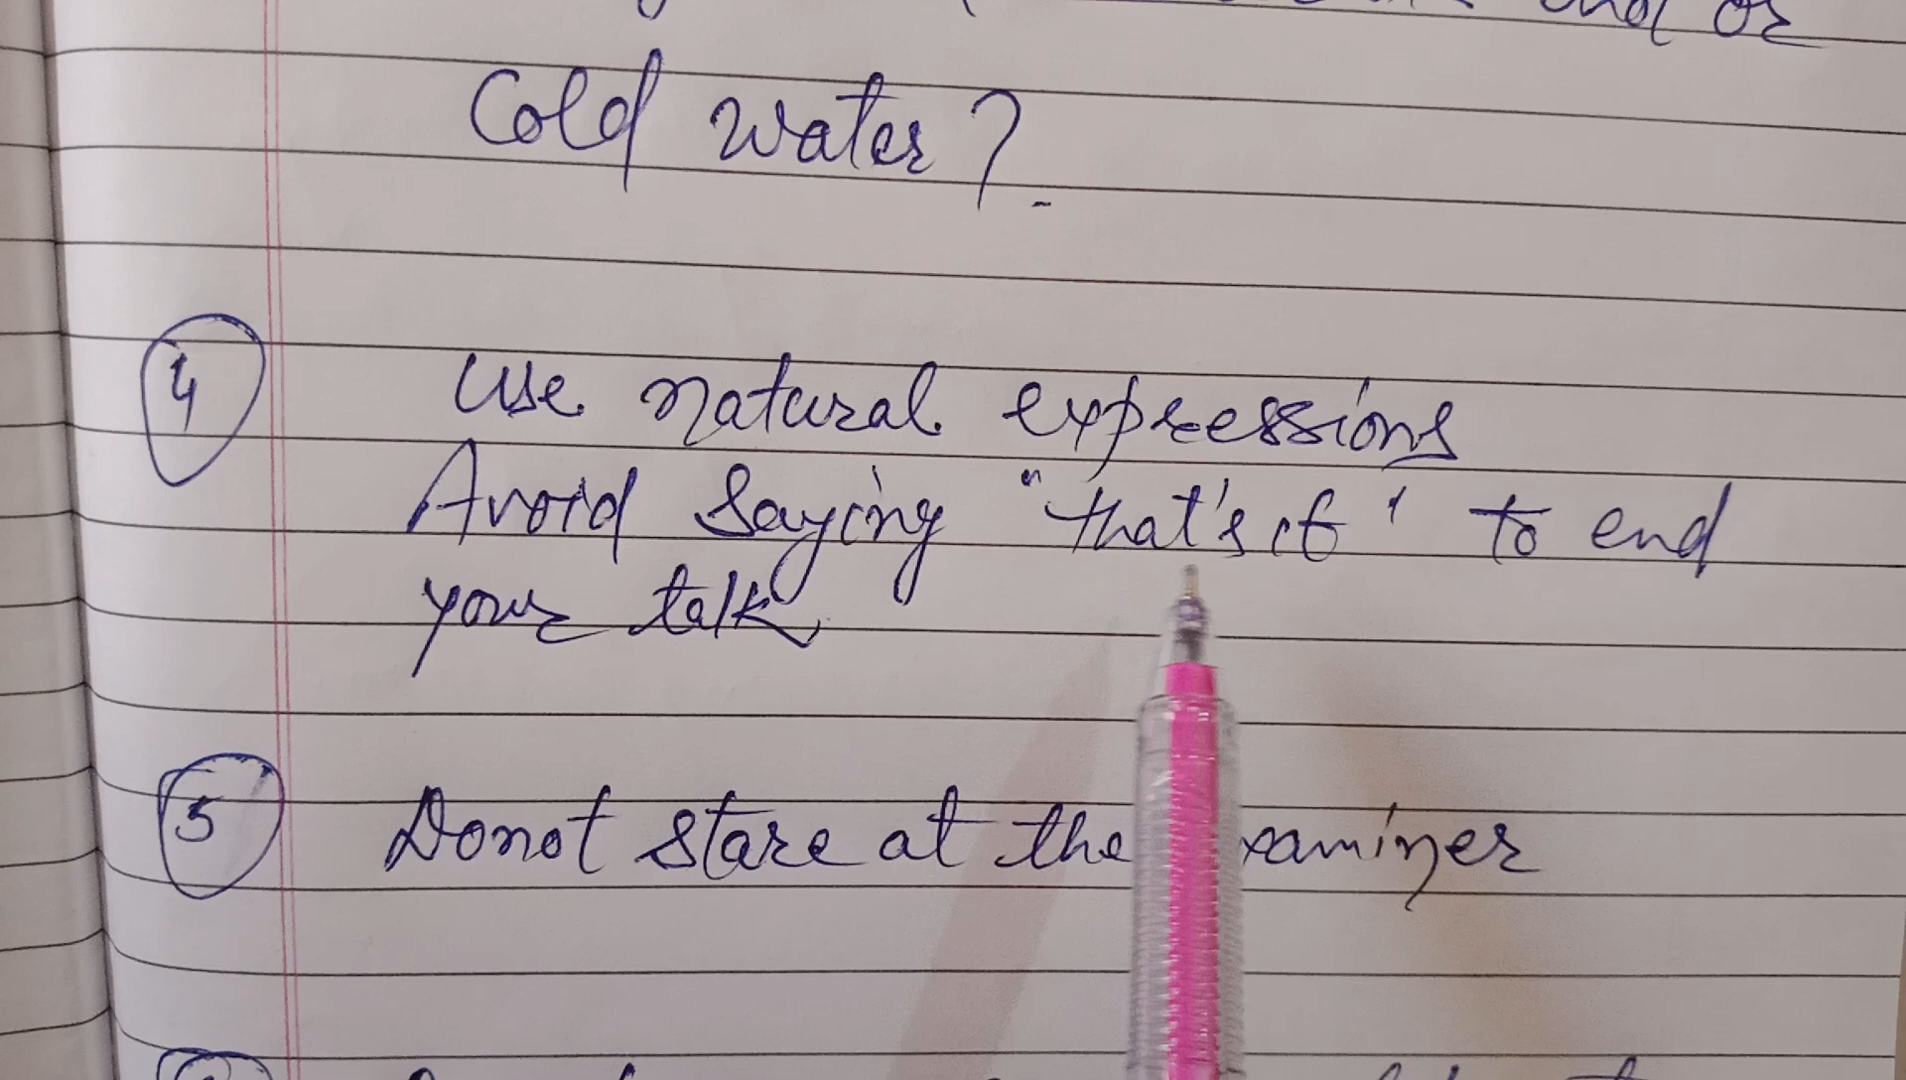 or
Cold water?
4 Use natural expressions
Avoid Saying "that's it' to end
your talk,
5 Donot stare at the xaminer